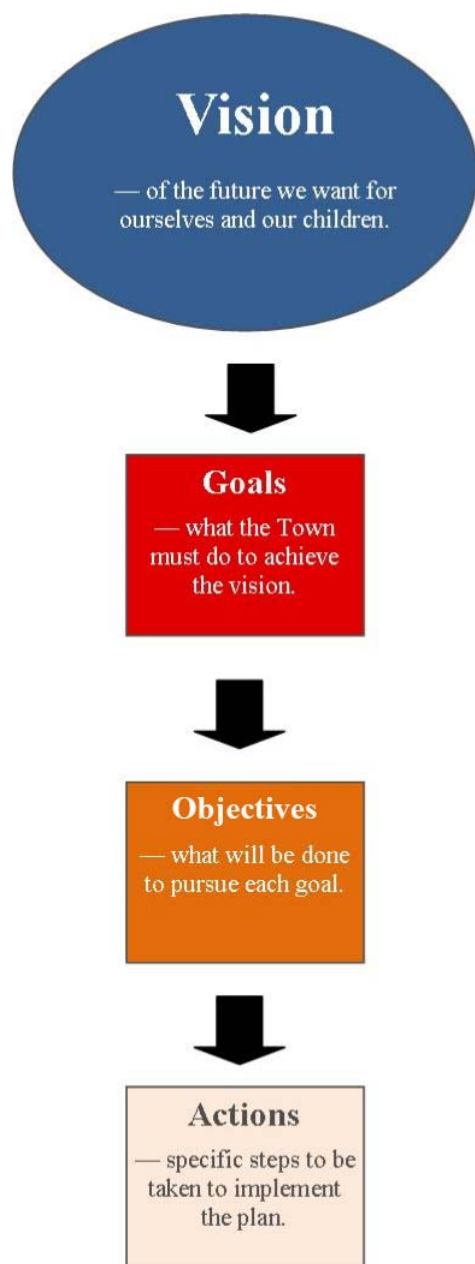 Vision
— of the future we want for
ourselves and our children.
Goals
— what the Town
must do to achieve
the vision.
Objectives
— what will be done
to pursue each goal.
Actions
— specific steps to be
taken to implement
the plan.